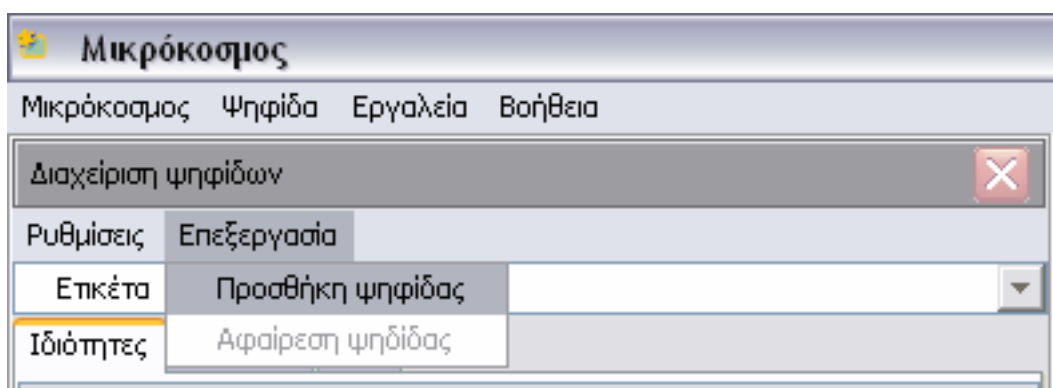 Μικρόκοσμος
Μικρόκοσμος Ψηφίδα Εργαλεία Βοήθεια
Διαχείριση ψηφίδων
Ρυθμίσεις Επεξεργασία
Ετικέτα Προσθήκη ψηφίδας
Ιδιότητες Αφαίρεση ψηδίδας